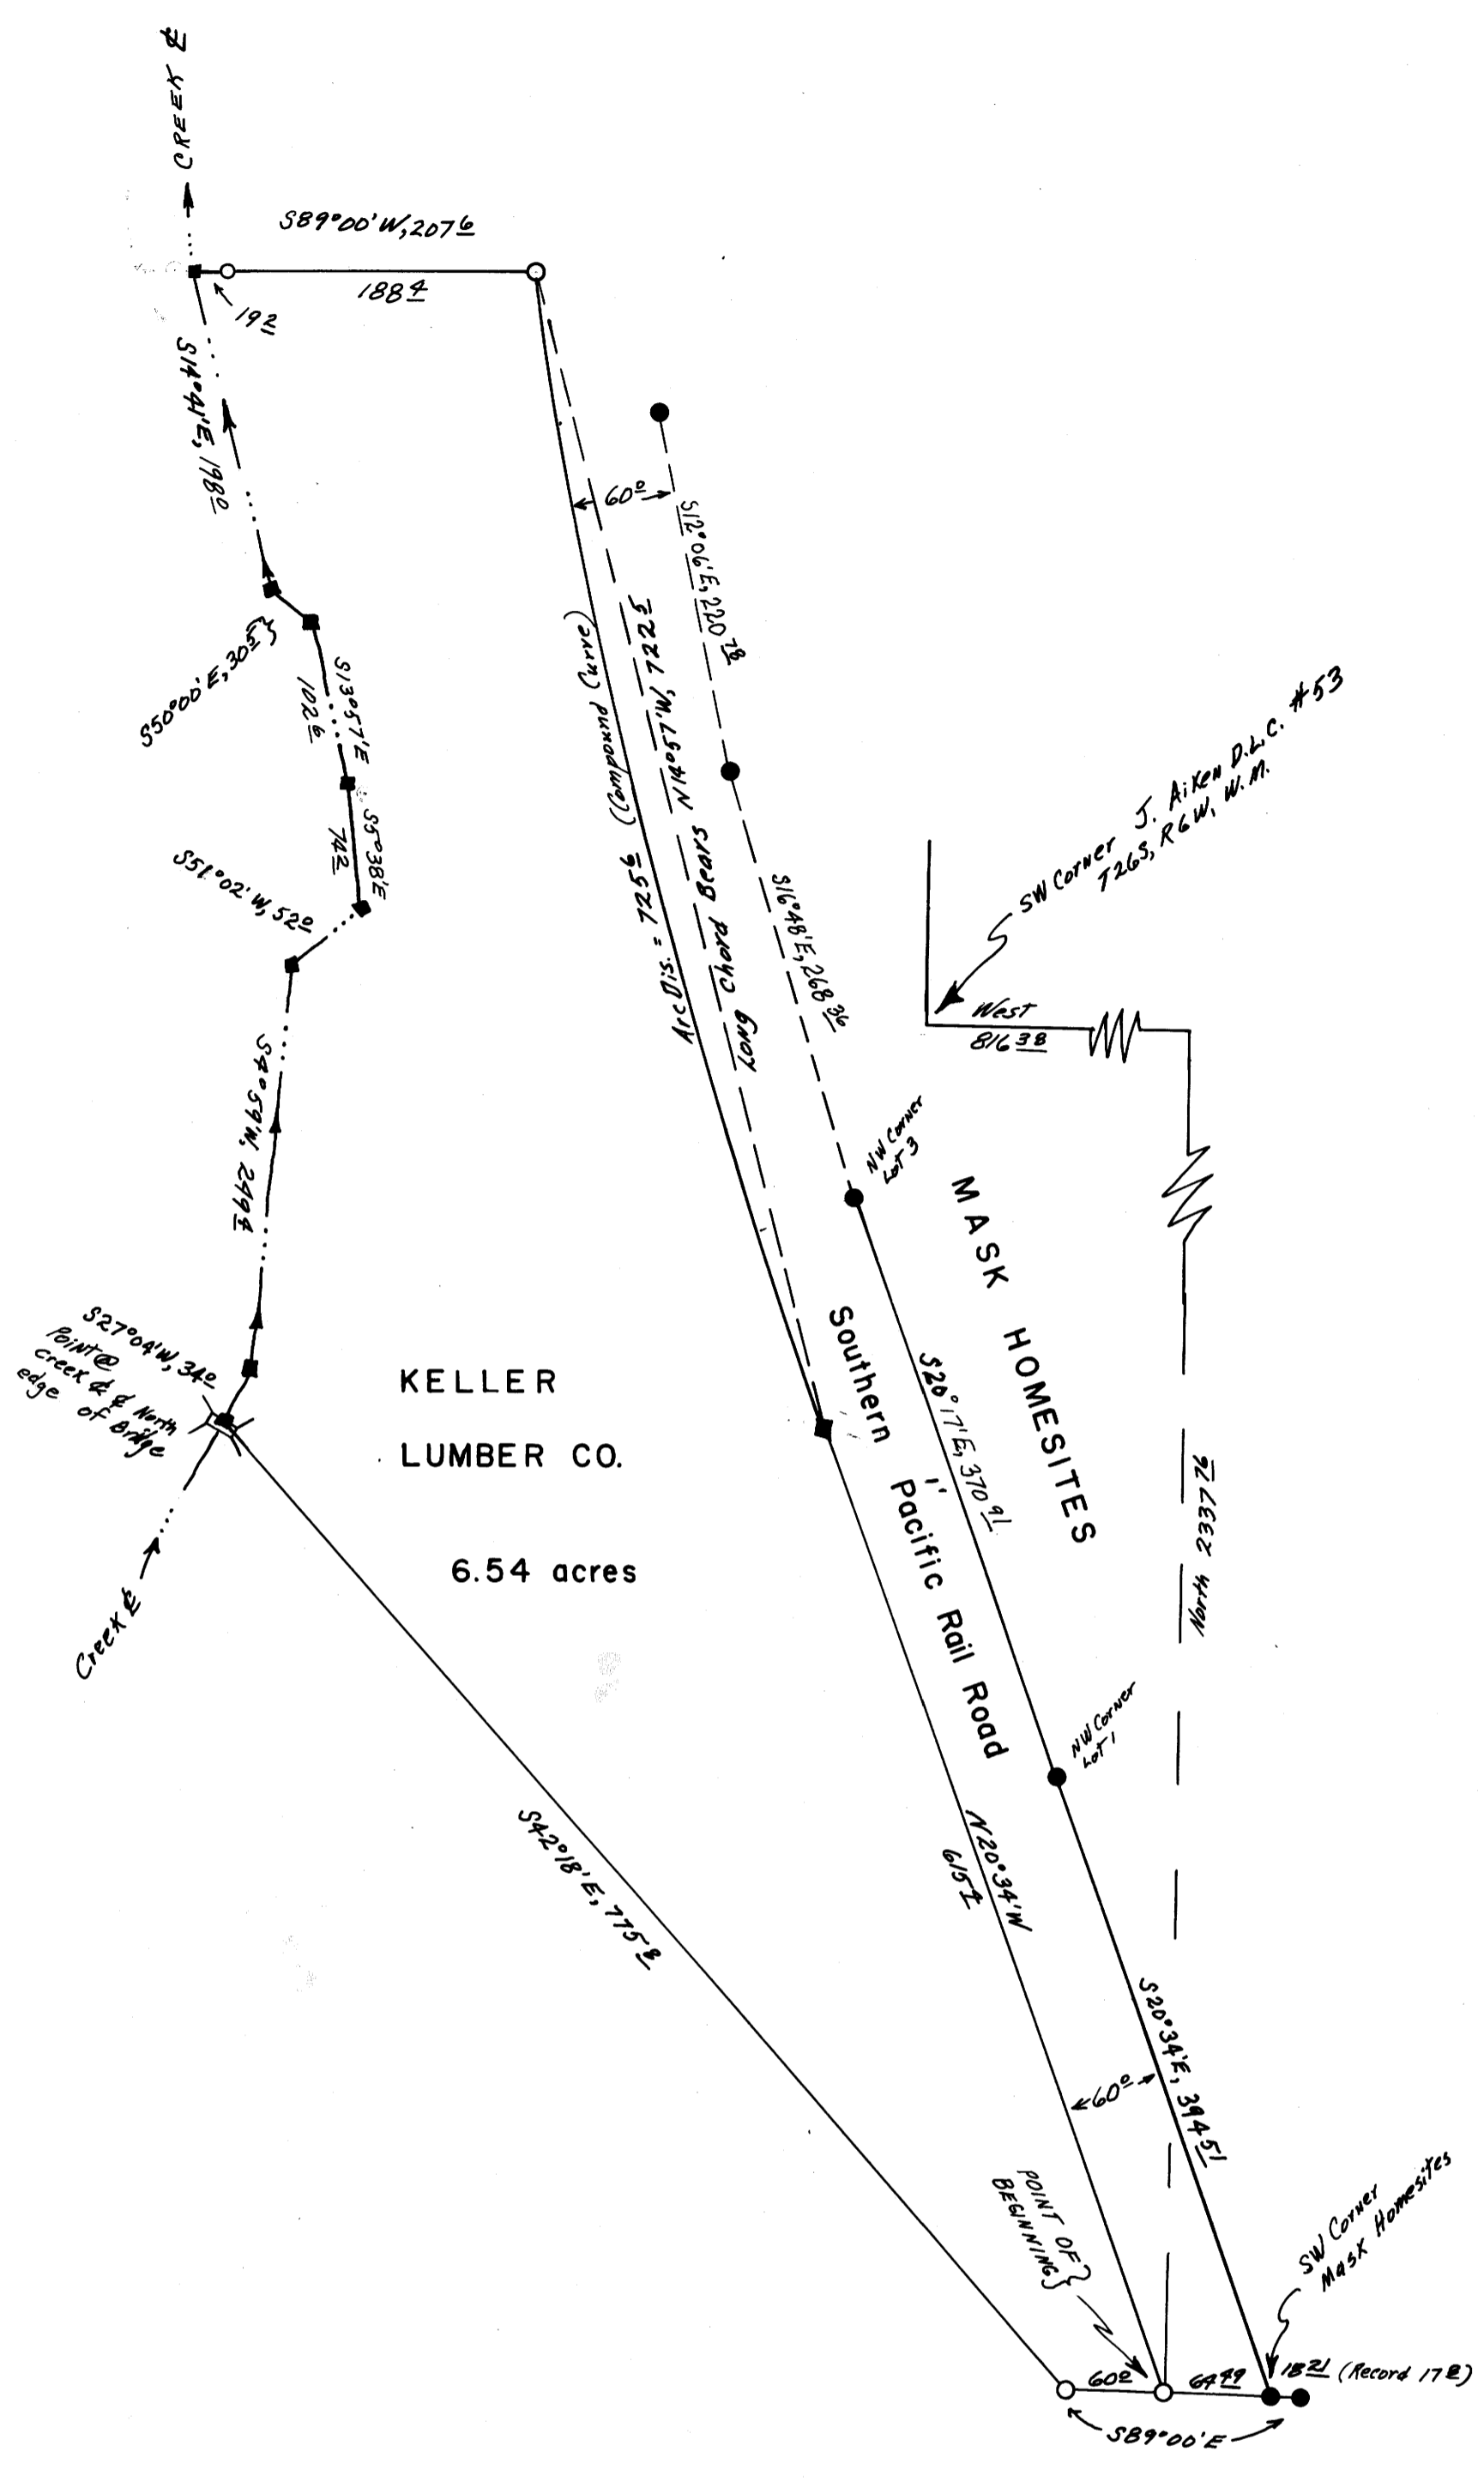 CREEK ℄
S89°00'W, 207 6
188 4
19 2
S14°41'E, 198 0
60 0
S12°06'E, 220 78
S50°00'E, 30 5
S13°57'E
102 6
S5°38'E
74 2
S51°02'W, 52 0
(Compound Curve)
Arc Dis. = 725 6
Long Chord Bears N14°57'W, 722 5
S16°48'E, 268 36
SW Corner J. Aiken D.L.C. #53
T26S, R6W, W.M.
West
816 38
S4°59'W, 249 4
NW Corner
Lot 3
MASK HOMESITES
S27°04'W, 34 0
Point @
creek ℄ & North
edge of Bridge
KELLER
LUMBER CO.
6.54 acres
Southern Pacific Rail Road
S20°17'E, 370 91
North 2337 76
Creek ℄
NW Corner
Lot 1
S42°18'E, 775 8
N20°34'W
615 4
60 0
S20°34'E, 394 51
POINT OF
BEGINNING
SW Corner
Mask Homesites
60 0
64 49
18 21 (Record 17 8)
S89°00'E